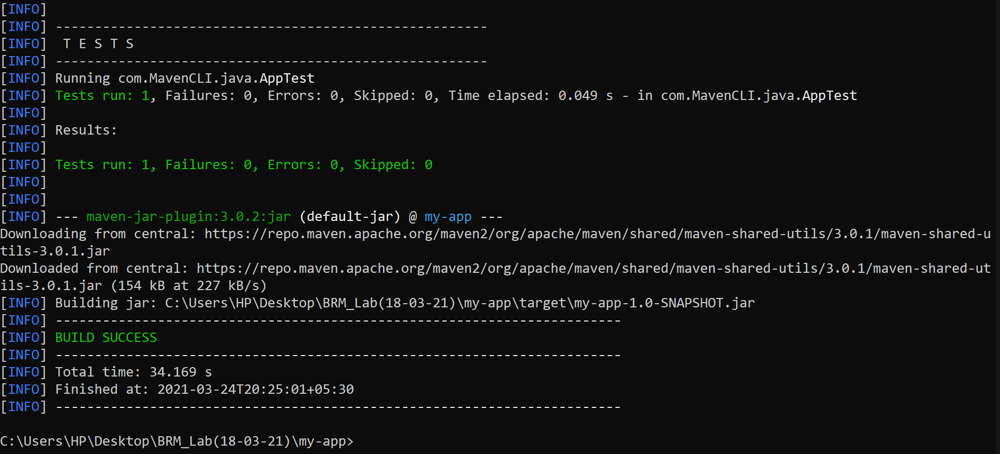 [INFO]
[INFO] -------------------------------------------------------
[INFO]  T E S T S
[INFO] -------------------------------------------------------
[INFO] Running com.MavenCLI.java.AppTest
[INFO] Tests run: 1, Failures: 0, Errors: 0, Skipped: 0, Time elapsed: 0.049 s - in com.MavenCLI.java.AppTest
[INFO]
[INFO] Results:
[INFO]
[INFO] Tests run: 1, Failures: 0, Errors: 0, Skipped: 0
[INFO]
[INFO]
[INFO] --- maven-jar-plugin:3.0.2:jar (default-jar) @ my-app ---
Downloading from central: https://repo.maven.apache.org/maven2/org/apache/maven/shared/maven-shared-utils/3.0.1/maven-shared-u
tils-3.0.1.jar
Downloaded from central: https://repo.maven.apache.org/maven2/org/apache/maven/shared/maven-shared-utils/3.0.1/maven-shared-ut
ils-3.0.1.jar (154 kB at 227 kB/s)
[INFO] Building jar: C:\Users\HP\Desktop\BRM_Lab(18-03-21)\my-app\target\my-app-1.0-SNAPSHOT.jar
[INFO] ------------------------------------------------------------------------
[INFO] BUILD SUCCESS
[INFO] ------------------------------------------------------------------------
[INFO] Total time: 34.169 s
[INFO] Finished at: 2021-03-24T20:25:01+05:30
[INFO] ------------------------------------------------------------------------
C:\Users\HP\Desktop\BRM_Lab(18-03-21)\my-app>